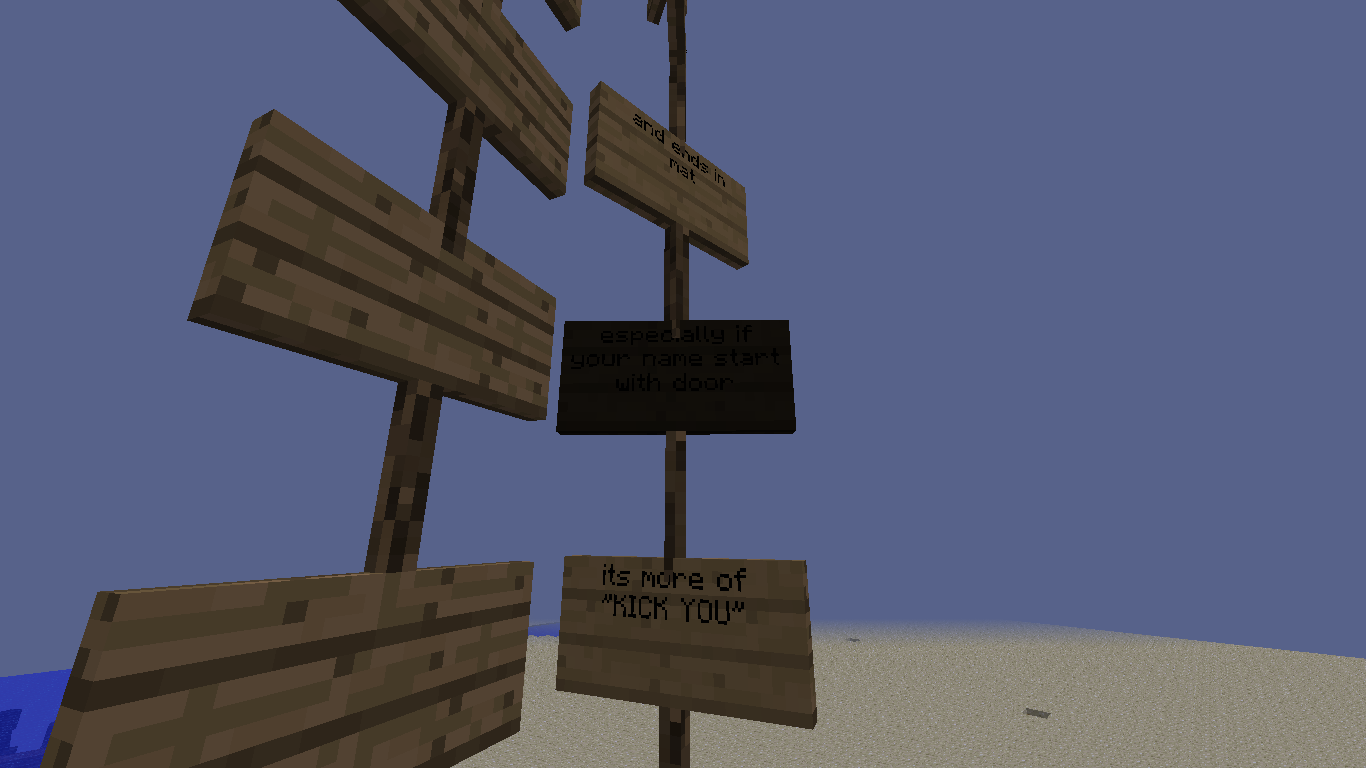 and ends in
mat
especially if
your name start
with door
its more of
"KICK YOU"